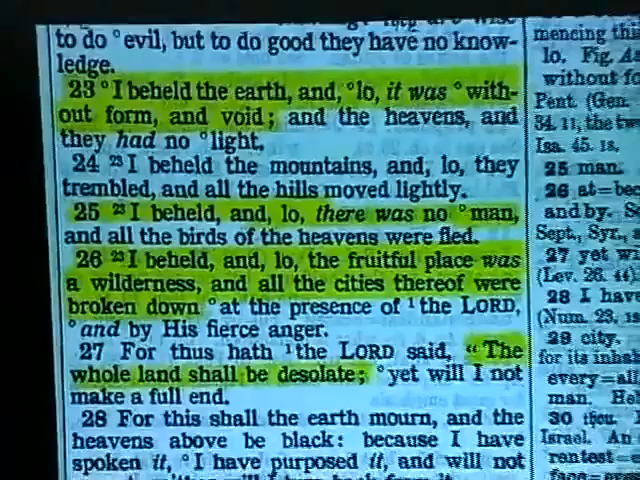 to do °evil, but to do good they have no know-
ledge.
23 °I beheld the earth, and, °lo, it was °with-
out form, and void; and the heavens, and
they had no °light.
24 ²³ I beheld the mountains, and, lo, they
trembled, and all the hills moved lightly.
25 ²³ I beheld, and, lo, there was no °man,
and all the birds of the heavens were fled.
26 ²³ I beheld, and, lo, the fruitful place was
a wilderness, and all the cities thereof were
broken down °at the presence of ¹the LORD,
°and by His fierce anger.
27 For thus hath ¹the LORD said, “The
whole land shall be desolate; °yet will I not
make a full end.
28 For this shall the earth mourn, and the
heavens above be black: because I have
spoken it, °I have purposed it, and will not
mencing
lo. Fig.
without
Pent. (Gen.
34. 11, the
Isa. 45. 18.
25 man.
26 at=
and by.
Sept., Syr.,
27 yet
(Lev. 26. 44)
28 I
(Num. 23.
29 city.
for its
every=all
man.
30 thou.
Israel.